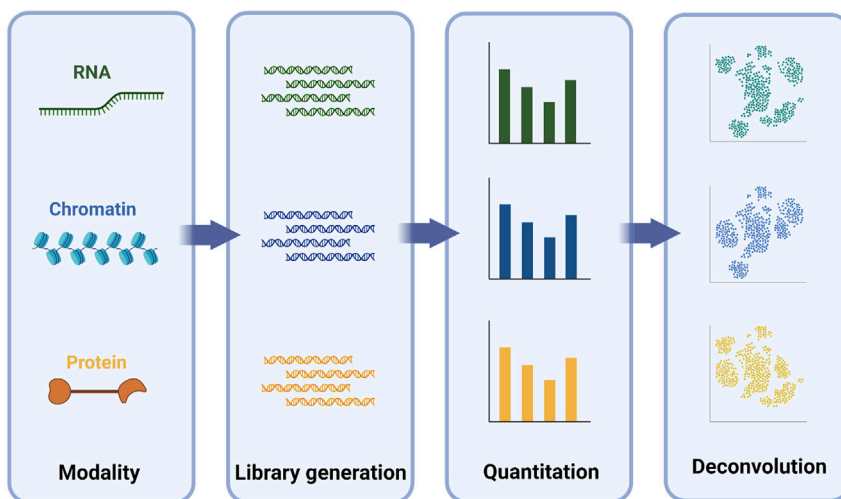 RNA
Chromatin
Protein
Modality
Library generation
Quantitation
Deconvolution